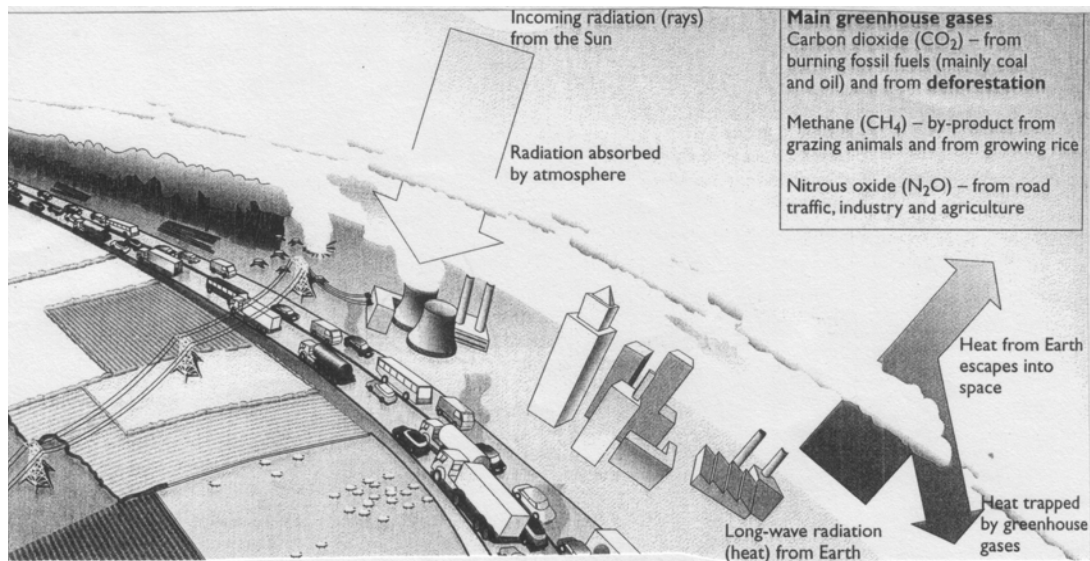 Incoming radiation (rays)
from the Sun
Radiation absorbed
by atmosphere
Main greenhouse gases
Carbon dioxide (CO₂) – from
burning fossil fuels (mainly coal
and oil) and from deforestation
Methane (CH₄) – by-product from
grazing animals and from growing rice
Nitrous oxide (N₂O) – from road
traffic, industry and agriculture
Heat from Earth
escapes into
space
Heat trapped
by greenhouse
gases
Long-wave radiation
(heat) from Earth